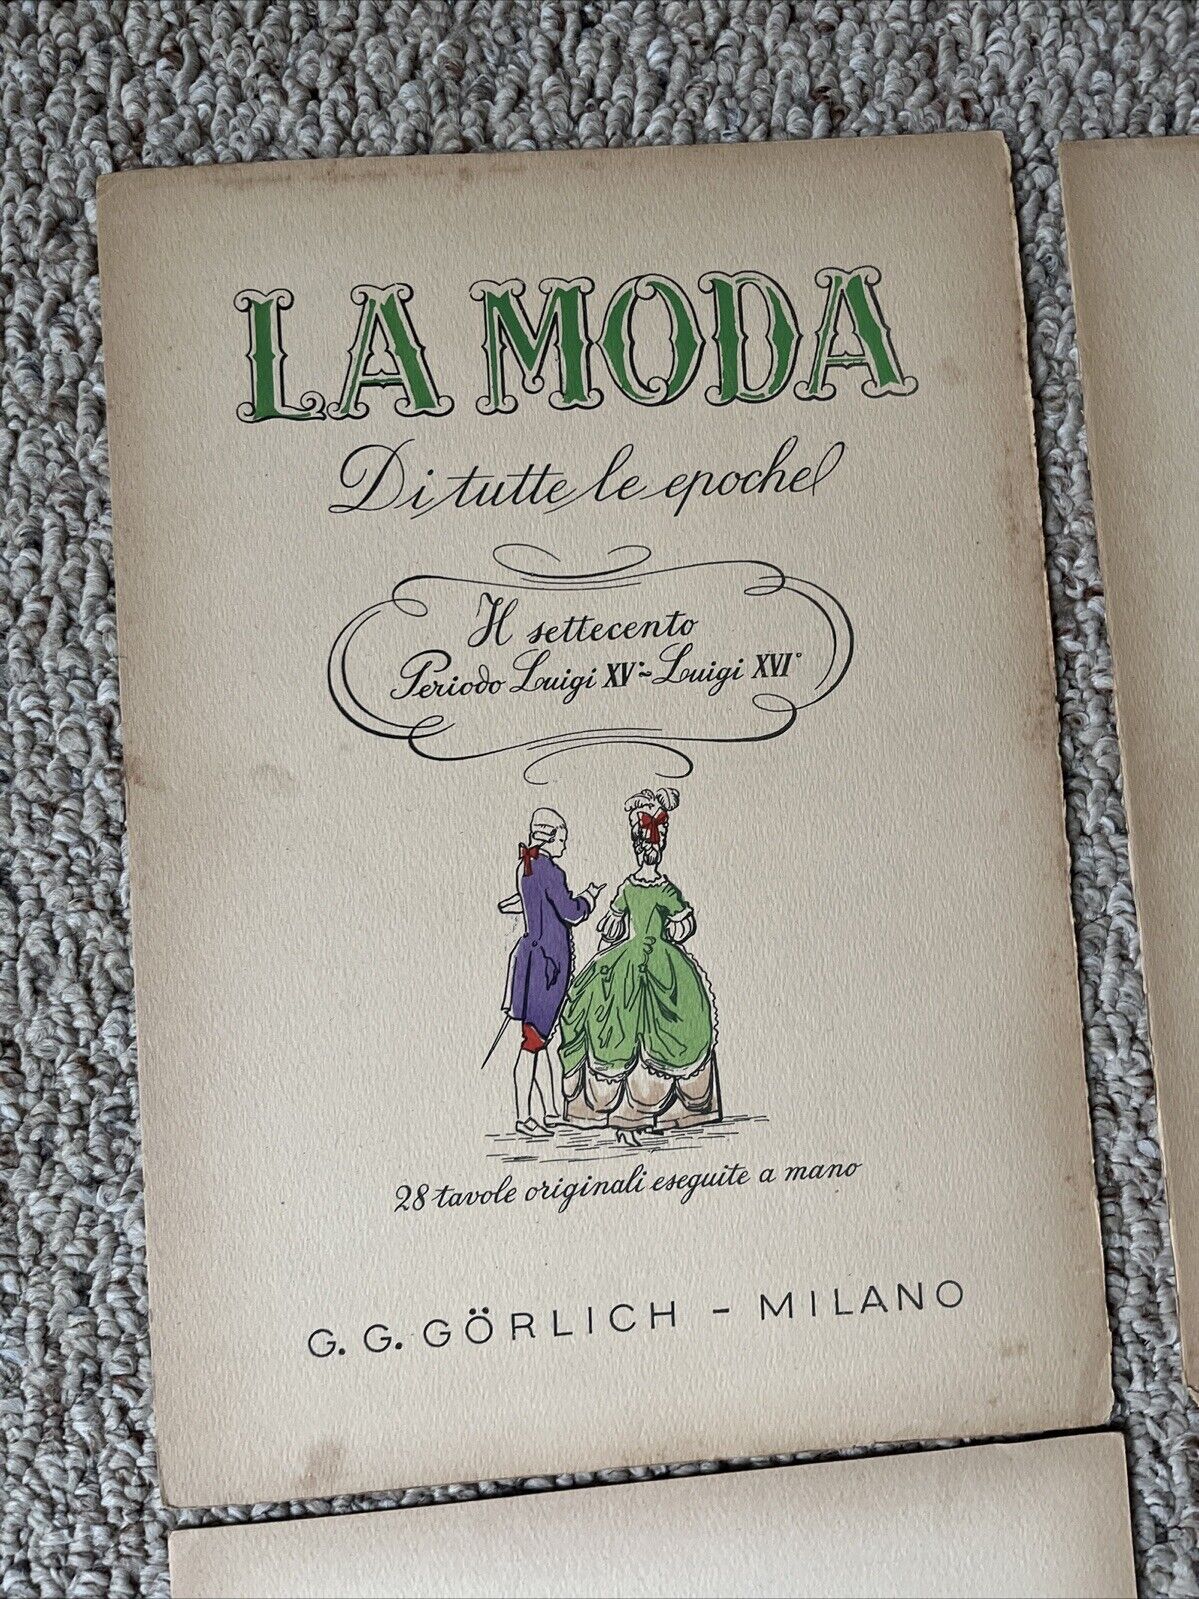 LA MODA
Di tutte le epoche
Il settecento
Periodo Luigi XV°~Luigi XVI°
28 tavole originali eseguite a mano
G. G. GÖRLICH - MILANO